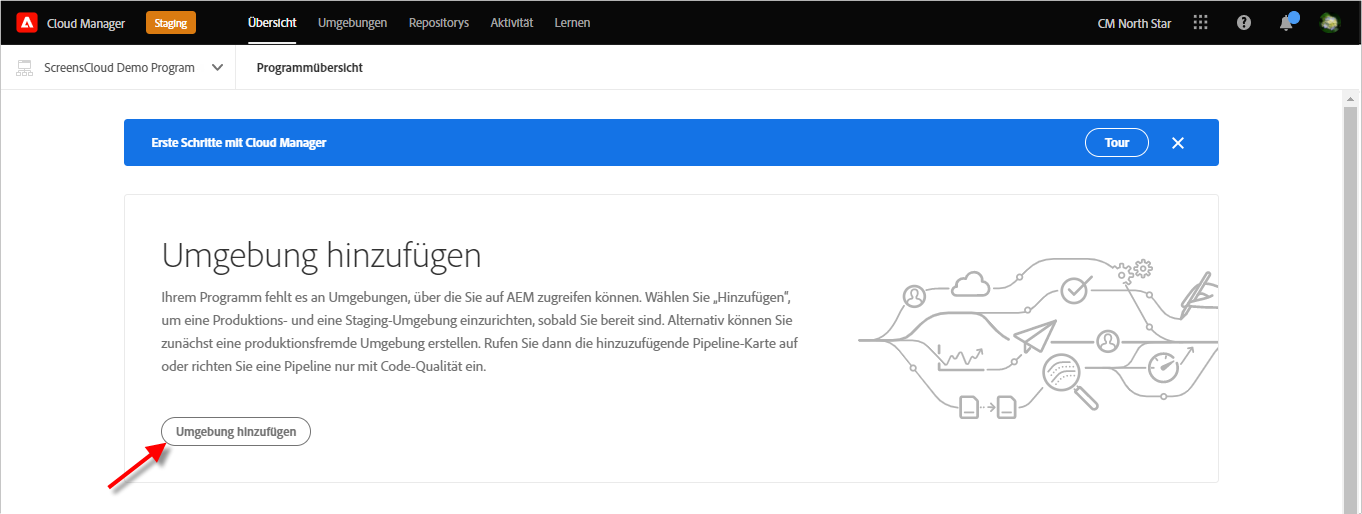 Cloud Manager Staging Übersicht Umgebungen Repositorys Aktivität Lernen CM North Star
ScreensCloud Demo Program Programmübersicht
Erste Schritte mit Cloud Manager Tour
Umgebung hinzufügen
Ihrem Programm fehlt es an Umgebungen, über die Sie auf AEM zugreifen können. Wählen Sie „Hinzufügen“,
um eine Produktions- und eine Staging-Umgebung einzurichten, sobald Sie bereit sind. Alternativ können Sie
zunächst eine produktionsfremde Umgebung erstellen. Rufen Sie dann die hinzuzufügende Pipeline-Karte auf
oder richten Sie eine Pipeline nur mit Code-Qualität ein.
Umgebung hinzufügen